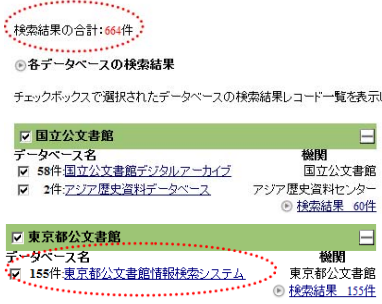 検索結果の合計:664件
各データベースの検索結果
チェックボックスで選択されたデータベースの検索結果レコード一覧を表示し
国立公文書館
データベース名 機関
58件:国立公文書館デジタルアーカイブ 国立公文書館
2件:アジア歴史資料データベース アジア歴史資料センター
検索結果 60件
東京都公文書館
データベース名 機関
155件:東京都公文書館情報検索システム 東京都公文書館
検索結果 155件